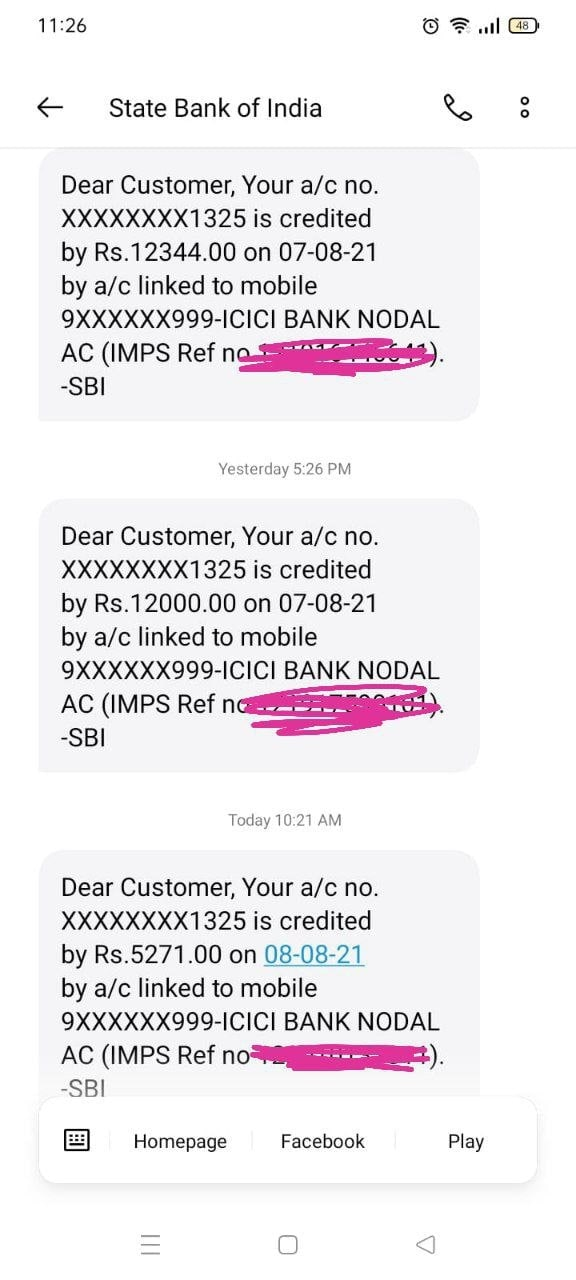 11:26
48
State Bank of India
Dear Customer, Your a/c no.
XXXXXXXX1325 is credited
by Rs.12344.00 on 07-08-21
by a/c linked to mobile
9XXXXXX999-ICICI BANK NODAL
AC (IMPS Ref no ).
-SBI
Yesterday 5:26 PM
Dear Customer, Your a/c no.
XXXXXXXX1325 is credited
by Rs.12000.00 on 07-08-21
by a/c linked to mobile
9XXXXXX999-ICICI BANK NODAL
AC (IMPS Ref no ).
-SBI
Today 10:21 AM
Dear Customer, Your a/c no.
XXXXXXXX1325 is credited
by Rs.5271.00 on 08-08-21
by a/c linked to mobile
9XXXXXX999-ICICI BANK NODAL
AC (IMPS Ref no ).
-SBI
Homepage Facebook Play